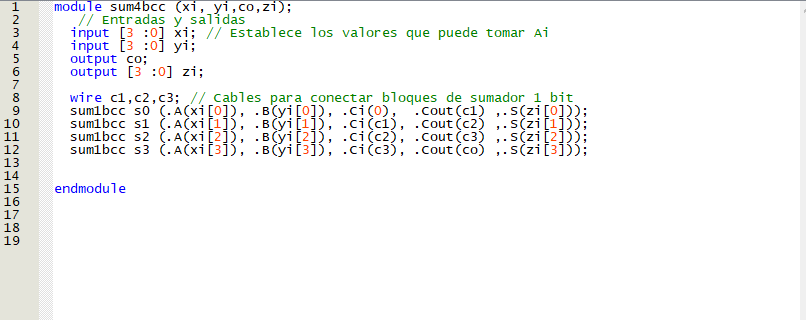 1 module sum4bcc (xi, yi,co,zi);
2 // Entradas y salidas
3 input [3 :0] xi; // Establece los valores que puede tomar Ai
4 input [3 :0] yi;
5 output co;
6 output [3 :0] zi;
7
8 wire c1,c2,c3; // Cables para conectar bloques de sumador 1 bit
9 sum1bcc s0 (.A(xi[0]), .B(yi[0]), .Ci(0), .Cout(c1) ,.S(zi[0]));
10 sum1bcc s1 (.A(xi[1]), .B(yi[1]), .Ci(c1), .Cout(c2) ,.S(zi[1]));
11 sum1bcc s2 (.A(xi[2]), .B(yi[2]), .Ci(c2), .Cout(c3) ,.S(zi[2]));
12 sum1bcc s3 (.A(xi[3]), .B(yi[3]), .Ci(c3), .Cout(co) ,.S(zi[3]));
13
14
15 endmodule
16
17
18
19